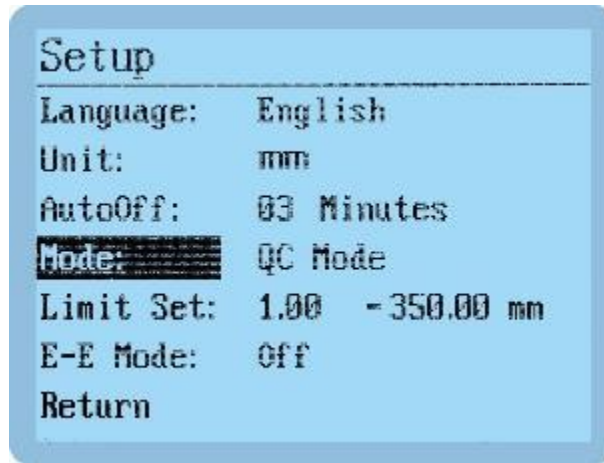 Setup
Language: English
Unit: mm
AutoOff: 03 Minutes
Mode: QC Mode
Limit Set: 1.00 -350.00 mm
E-E Mode: Off
Return